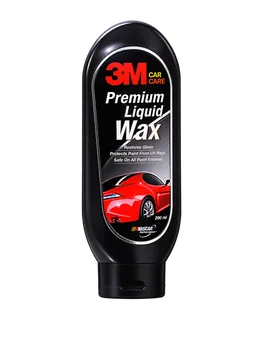 3M CAR
CARE
Premium
Liquid
Wax
Restores Gloss
Protects Paint From UV Rays
Safe On All Paint Finishes
200 ml
NASCAR